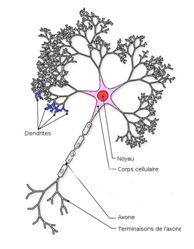 Dendrites
Noyau
Corps cellulaire
Axone
Terminaisons de l'axone